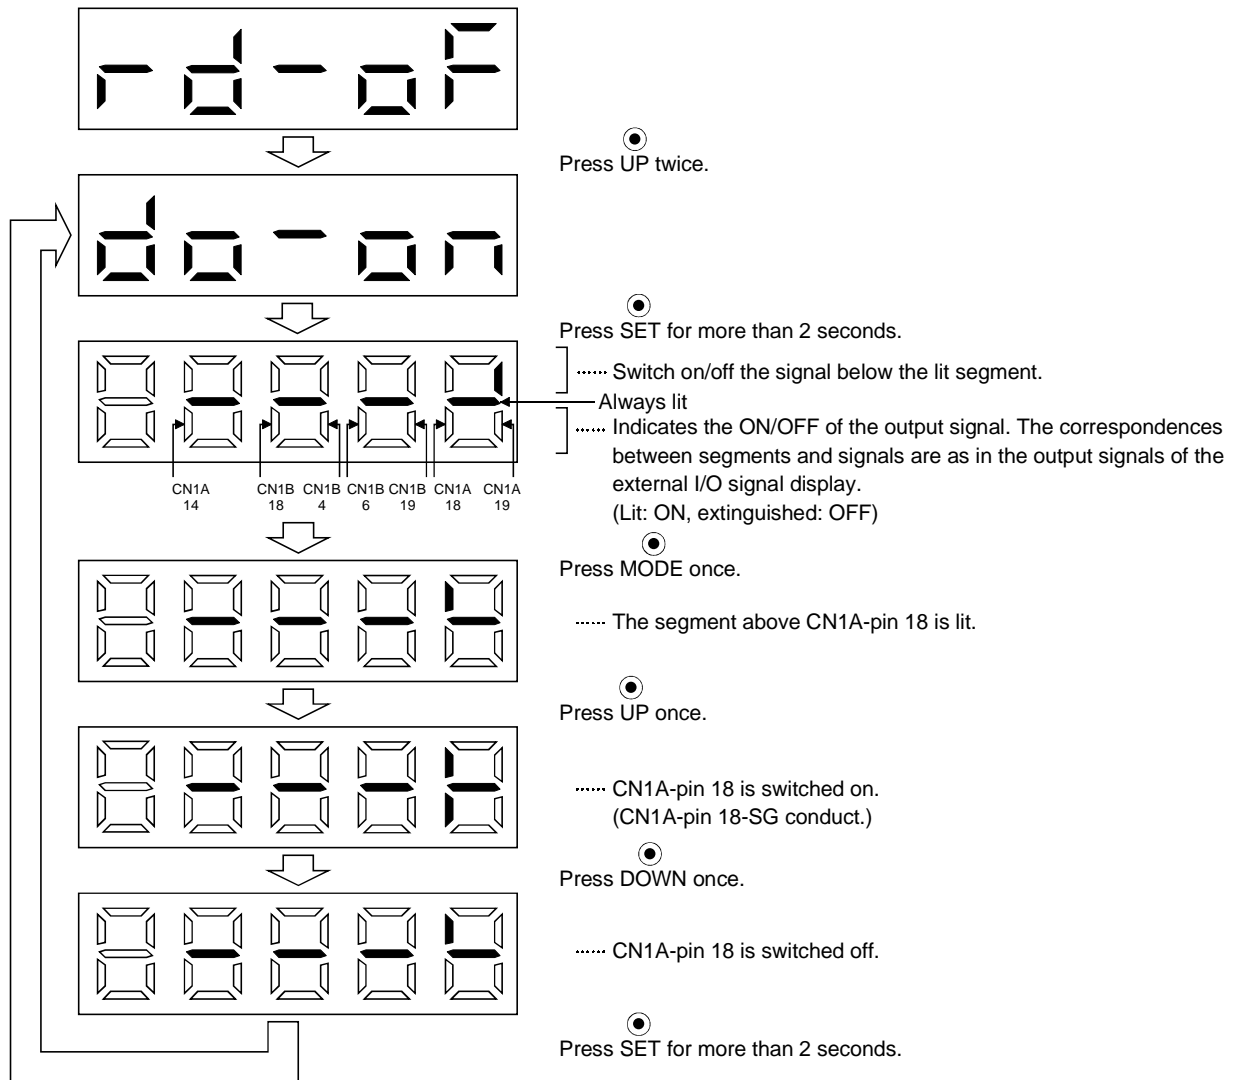 rd-oF
Press UP twice.
do-on
Press SET for more than 2 seconds.
Switch on/off the signal below the lit segment.
Always lit
Indicates the ON/OFF of the output signal. The correspondences
between segments and signals are as in the output signals of the
external I/O signal display.
(Lit: ON, extinguished: OFF)
CN1A CN1B CN1B CN1B CN1B CN1A CN1A
14 18 4 6 19 18 19
Press MODE once.
The segment above CN1A-pin 18 is lit.
Press UP once.
CN1A-pin 18 is switched on.
(CN1A-pin 18-SG conduct.)
Press DOWN once.
CN1A-pin 18 is switched off.
Press SET for more than 2 seconds.